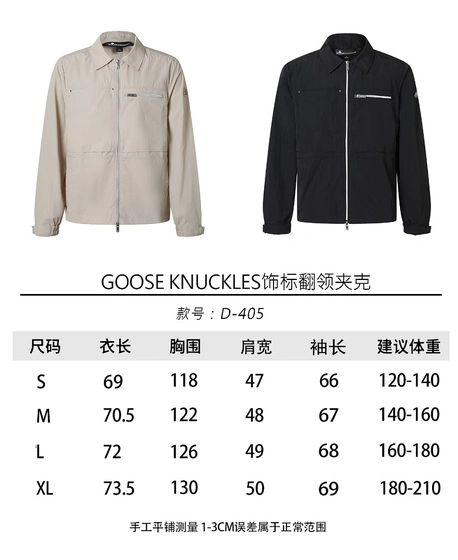 GOOSE KNUCKLES饰标翻领夹克
款号：D-405
尺码 衣长 胸围 肩宽 袖长 建议体重
S 69 118 47 66 120-140
M 70.5 122 48 67 140-160
L 72 126 49 68 160-180
XL 73.5 130 50 69 180-210
手工平铺测量 1-3CM误差属于正常范围